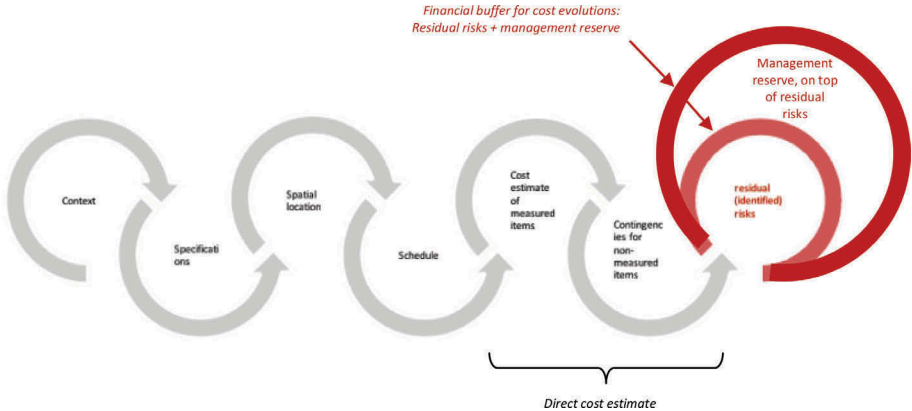 Financial buffer for cost evolutions:
Residual risks + management reserve
Management
reserve, on top
of residual
risks
Context
Specificati
ons
Spatial
location
Schedule
Cost
estimate
of
measured
items
Contingenc
ies for
non-
measured
items
residual
(identified)
risks
Direct cost estimate